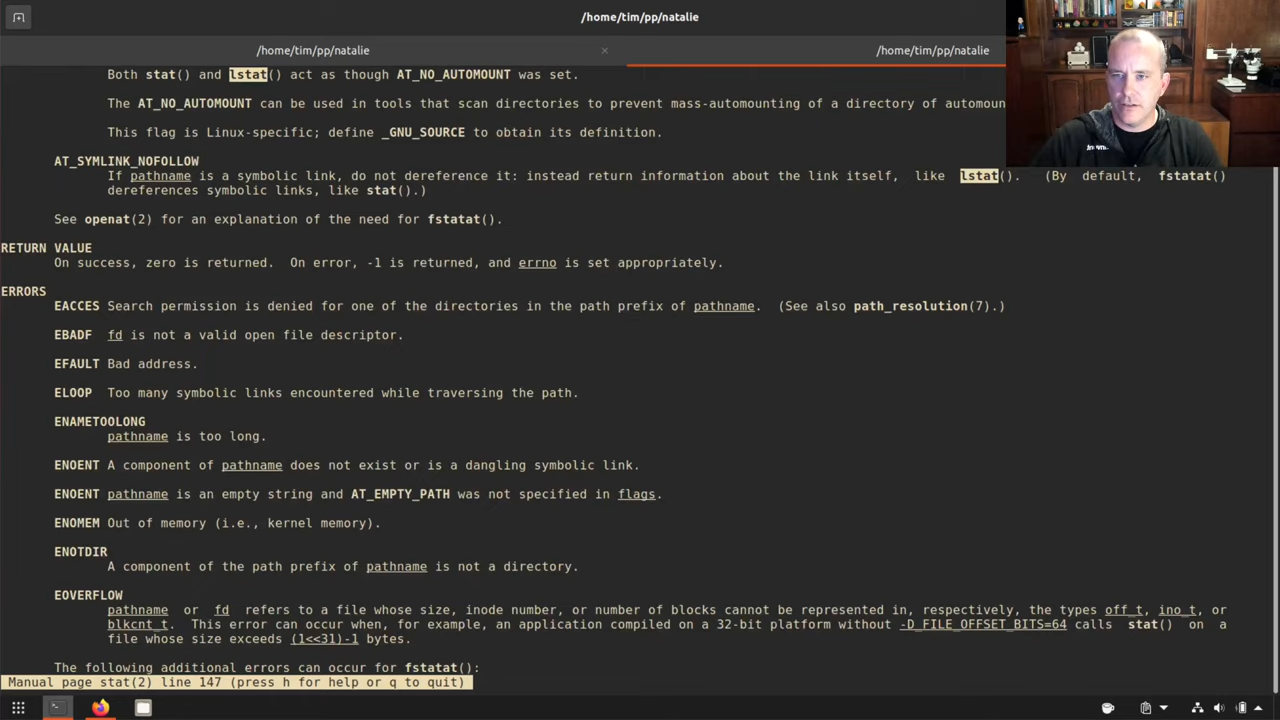 /home/tim/pp/natalie
/home/tim/pp/natalie ×
/home/tim/pp/natalie
Both stat() and lstat() act as though AT_NO_AUTOMOUNT was set.
The AT_NO_AUTOMOUNT can be used in tools that scan directories to prevent mass-automounting of a directory of automoun
This flag is Linux-specific; define _GNU_SOURCE to obtain its definition.
AT_SYMLINK_NOFOLLOW
If pathname is a symbolic link, do not dereference it: instead return information about the link itself, like lstat(). (By default, fstatat()
dereferences symbolic links, like stat().)
See openat(2) for an explanation of the need for fstatat().
RETURN VALUE
On success, zero is returned. On error, -1 is returned, and errno is set appropriately.
ERRORS
EACCES Search permission is denied for one of the directories in the path prefix of pathname. (See also path_resolution(7).)
EBADF fd is not a valid open file descriptor.
EFAULT Bad address.
ELOOP Too many symbolic links encountered while traversing the path.
ENAMETOOLONG
pathname is too long.
ENOENT A component of pathname does not exist or is a dangling symbolic link.
ENOENT pathname is an empty string and AT_EMPTY_PATH was not specified in flags.
ENOMEM Out of memory (i.e., kernel memory).
ENOTDIR
A component of the path prefix of pathname is not a directory.
EOVERFLOW
pathname or fd refers to a file whose size, inode number, or number of blocks cannot be represented in, respectively, the types off_t, ino_t, or
blkcnt_t. This error can occur when, for example, an application compiled on a 32-bit platform without -D_FILE_OFFSET_BITS=64 calls stat() on a
file whose size exceeds (1<<31)-1 bytes.
The following additional errors can occur for fstatat():
Manual page stat(2) line 147 (press h for help or q to quit)